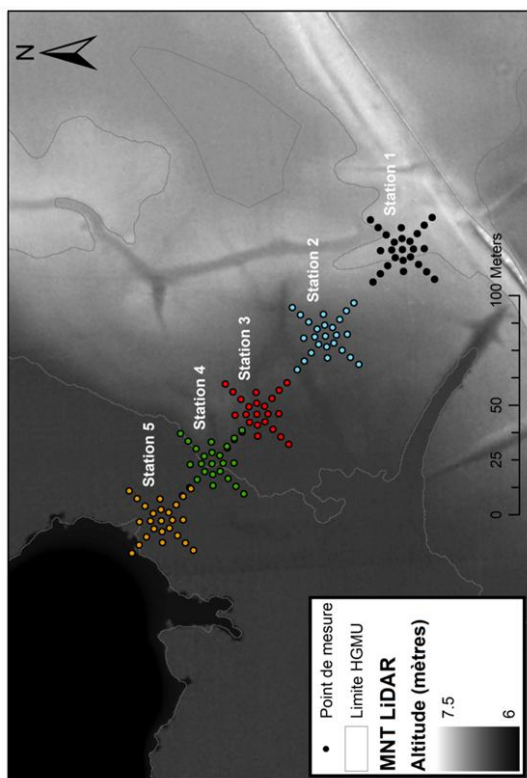 N
Station 1
Station 2
Station 3
Station 4
Station 5
Point de mesure
Limite HGMU
MNT LiDAR
Altitude (mètres)
7.5
6
0 25 50 100 Meters